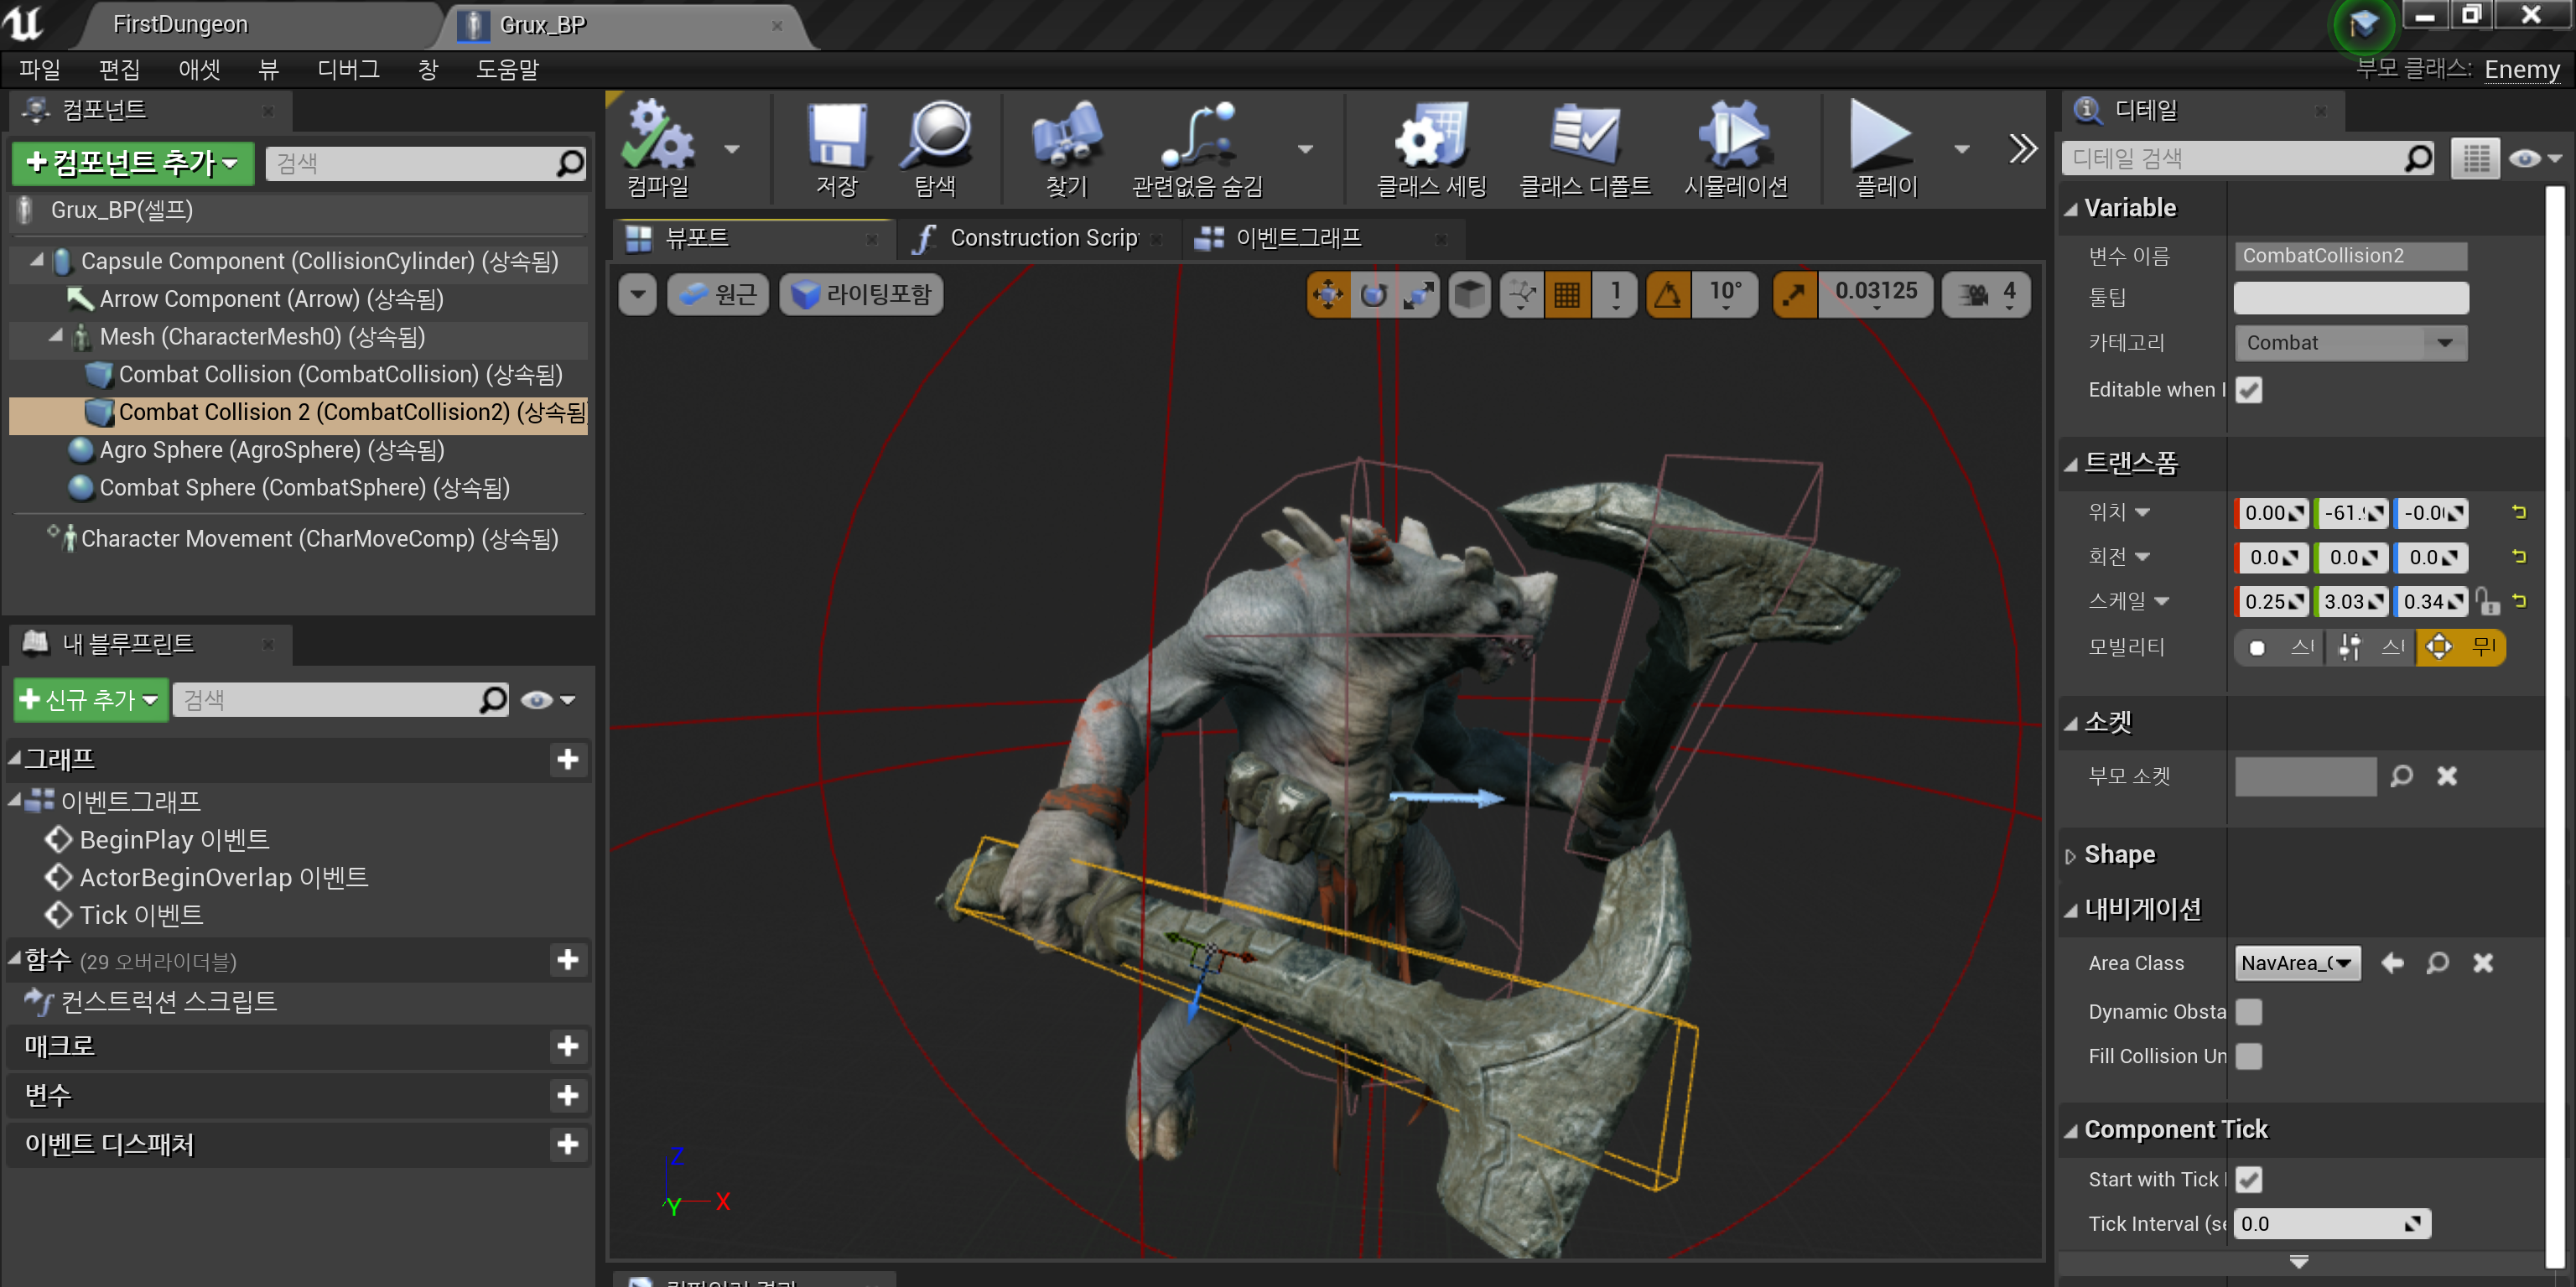 FirstDungeon
Grux_BP
파일 편집 애셋 뷰 디버그 창 도움말
부모 클래스: Enemy
컴포넌트
+컴포넌트 추가
검색
Grux_BP(셀프)
Capsule Component (CollisionCylinder) (상속됨)
Arrow Component (Arrow) (상속됨)
Mesh (CharacterMesh0) (상속됨)
Combat Collision (CombatCollision) (상속됨)
Combat Collision 2 (CombatCollision2) (상속됨
Agro Sphere (AgroSphere) (상속됨)
Combat Sphere (CombatSphere) (상속됨)
Character Movement (CharMoveComp) (상속됨)
내 블루프린트
+신규 추가
검색
그래프
이벤트그래프
BeginPlay 이벤트
ActorBeginOverlap 이벤트
Tick 이벤트
함수 (29 오버라이더블)
컨스트럭션 스크립트
매크로
변수
이벤트 디스패처
컴파일 저장 탐색 찾기 관련없음 숨김 클래스 세팅 클래스 디폴트 시뮬레이션 플레이
뷰포트
Construction Scrip
이벤트그래프
원근 라이팅포함
1 10° 0.03125 4
Z
X
Y
디테일
디테일 검색
Variable
변수 이름 CombatCollision2
툴팁
카테고리 Combat
Editable when I
트랜스폼
위치 0.00 -61. -0.0
회전 0.0 0.0 0.0
스케일 0.25 3.03 0.34
모빌리티
소켓
부모 소켓
Shape
내비게이션
Area Class NavArea_
Dynamic Obsta
Fill Collision Un
Component Tick
Start with Tick
Tick Interval (se 0.0